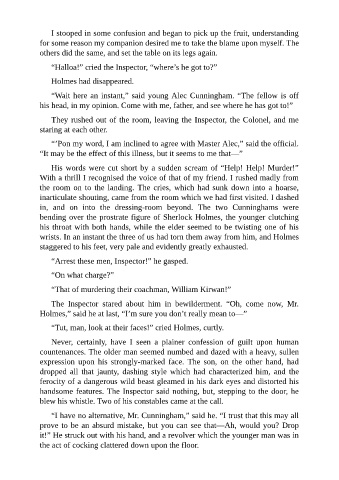 I stooped in some confusion and began to pick up the fruit, understanding
for some reason my companion desired me to take the blame upon myself. The
others did the same, and set the table on its legs again.
“Halloa!” cried the Inspector, “where’s he got to?”
Holmes had disappeared.
“Wait here an instant,” said young Alec Cunningham. “The fellow is off
his head, in my opinion. Come with me, father, and see where he has got to!”
They rushed out of the room, leaving the Inspector, the Colonel, and me
staring at each other.
“’Pon my word, I am inclined to agree with Master Alec,” said the official.
“It may be the effect of this illness, but it seems to me that—”
His words were cut short by a sudden scream of “Help! Help! Murder!”
With a thrill I recognised the voice of that of my friend. I rushed madly from
the room on to the landing. The cries, which had sunk down into a hoarse,
inarticulate shouting, came from the room which we had first visited. I dashed
in, and on into the dressing-room beyond. The two Cunninghams were
bending over the prostrate figure of Sherlock Holmes, the younger clutching
his throat with both hands, while the elder seemed to be twisting one of his
wrists. In an instant the three of us had torn them away from him, and Holmes
staggered to his feet, very pale and evidently greatly exhausted.
“Arrest these men, Inspector!” he gasped.
“On what charge?”
“That of murdering their coachman, William Kirwan!”
The Inspector stared about him in bewilderment. “Oh, come now, Mr.
Holmes,” said he at last, “I’m sure you don’t really mean to—”
“Tut, man, look at their faces!” cried Holmes, curtly.
Never, certainly, have I seen a plainer confession of guilt upon human
countenances. The older man seemed numbed and dazed with a heavy, sullen
expression upon his strongly-marked face. The son, on the other hand, had
dropped all that jaunty, dashing style which had characterized him, and the
ferocity of a dangerous wild beast gleamed in his dark eyes and distorted his
handsome features. The Inspector said nothing, but, stepping to the door, he
blew his whistle. Two of his constables came at the call.
“I have no alternative, Mr. Cunningham,” said he. “I trust that this may all
prove to be an absurd mistake, but you can see that—Ah, would you? Drop
it!” He struck out with his hand, and a revolver which the younger man was in
the act of cocking clattered down upon the floor.